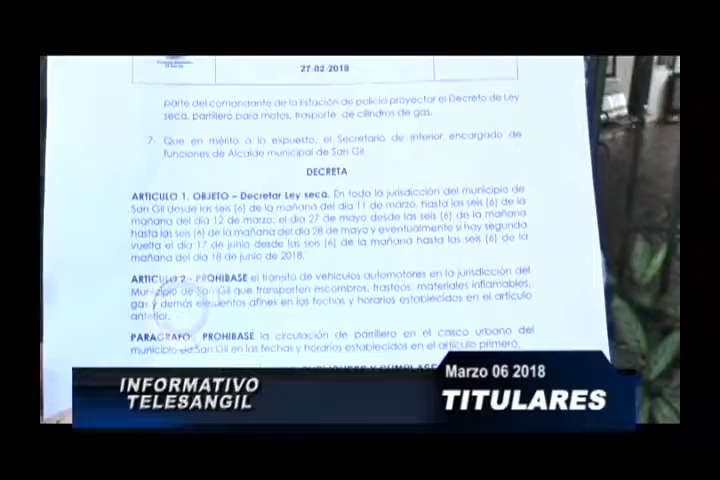 27-02-2018
parte del comandante de la Estación de policía proyectar el Decreto de Ley
seca, parrillero para motos, trasporte de cilindros de gas.
7. Que en mérito a lo expuesto, el Secretario de interior encargado de
funciones de Alcalde municipal de San Gil
DECRETA
ARTICULO 1. OBJETO – Decretar Ley seca. En toda la jurisdicción del municipio de
San Gil desde las seis (6) de la mañana del día 11 de marzo, hasta las seis (6) de la
mañana del día 12 de marzo; el día 27 de mayo desde las seis (6) de la mañana
hasta las seis (6) de la mañana del día 28 de mayo y eventualmente si hay segunda
vuelta el día 17 de junio desde las seis (6) de la mañana hasta las seis (6) de la
mañana del día 18 de junio de 2018.
ARTICULO 2 - PROHIBASE el tránsito de vehículos automotores en la jurisdicción del
Municipio de San Gil que transporten escombros, trasteos, materiales inflamables,
gas y demás elementos afines en las fechas y horarios establecidos en el artículo
anterior.
PARAGRAFO: PROHIBASE la circulación de parrillero en el casco urbano del
municipio de San Gil en las fechas y horarios establecidos en el artículo primero.
PUBLIQUESE Y CUMPLASE
Marzo 06 2018
INFORMATIVO
TELESANGIL
TITULARES